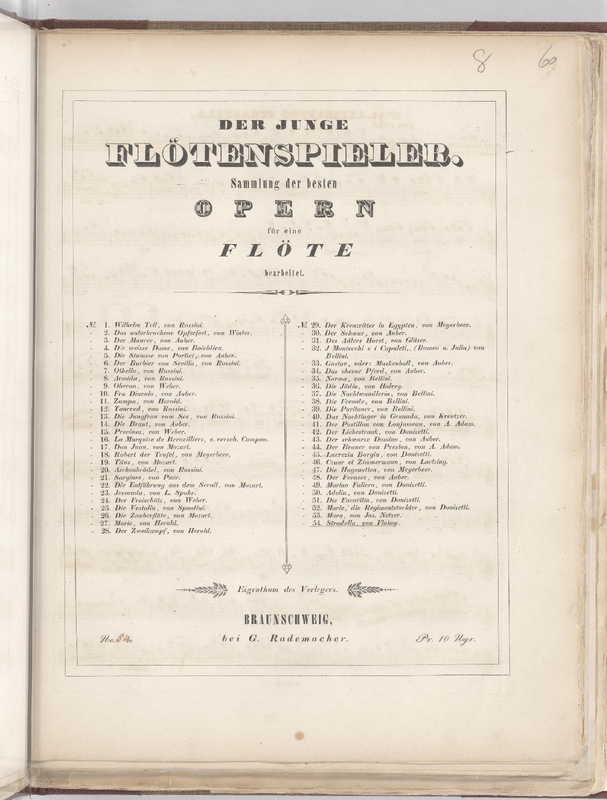 8 60
DER JUNGE
FLÖTENSPIELER.
Sammlung der besten
OPERN
für eine
FLÖTE
bearbeitet.
№ 1. Wilhelm Tell, von Rossini.
- 2. Das unterbrochene Opferfest, von Winter.
- 3. Der Maurer, von Auber.
- 4. Die weisse Dame, von Boieldieu.
- 5. Die Stumme von Portici, von Auber.
- 6. Der Barbier von Sevilla, von Rossini.
- 7. Othello, von Rossini.
- 8. Armida, von Rossini.
- 9. Oberon, von Weber.
- 10. Fra Diavolo, von Auber.
- 11. Zampa, von Herold.
- 12. Tancred, von Rossini.
- 13. Die Jungfrau vom See, von Rossini.
- 14. Die Braut, von Auber.
- 15. Preciosa, von Weber.
- 16. La Marquise de Brenvilliers, v. versch. Compon.
- 17. Don Juan, von Mozart.
- 18. Robert der Teufel, von Meyerbeer.
- 19. Titus, von Mozart.
- 20. Aschenbrödel, von Rossini.
- 21. Sargines, von Paer.
- 22. Die Entführung aus dem Serail, von Mozart.
- 23. Jessonda, von L. Spohr.
- 24. Der Freischütz, von Weber.
- 25. Die Vestalin, von Spontini.
- 26. Die Zauberflöte, von Mozart.
- 27. Marie, von Herold.
- 28. Der Zweikampf, von Herold.
№ 29. Der Kreuzritter in Egypten, von Meyerbeer.
- 30. Der Schwur, von Auber.
- 31. Des Adlers Horst, von Gläser.
- 32. I Montecchi e i Capuleti, (Romeo u. Julia) von
Bellini.
- 33. Gustav, oder: Maskenball, von Auber.
- 34. Das eherne Pferd, von Auber.
- 35. Norma, von Bellini.
- 36. Die Jüdin, von Halevy.
- 37. Die Nachtwandlerin, von Bellini.
- 38. Die Fremde, von Bellini.
- 39. Die Puritaner, von Bellini.
- 40. Das Nachtlager in Granada, von Kreutzer.
- 41. Der Postillon von Lonjumeau, von A. Adam.
- 42. Der Liebestrank, von Donizetti.
- 43. Der schwarze Domino, von Auber.
- 44. Der Brauer von Preston, von A. Adam.
- 45. Lucrezia Borgia, von Donizetti.
- 46. Czaar et Zimmermann, von Lortzing.
- 47. Die Hugenotten, von Meyerbeer.
- 48. Der Feensee, von Auber.
- 49. Marino Faliero, von Donizetti.
- 50. Adelia, von Donizetti.
- 51. Die Favoritin, von Donizetti.
- 52. Marie, die Regimentstochter, von Donizetti.
- 53. Mara, von Jos. Netzer.
- 54. Stradella, von Flotow.
Eigenthum des Verlegers.
BRAUNSCHWEIG,
No. 54. bei G. Rademacher. Pr. 10 Ngr.